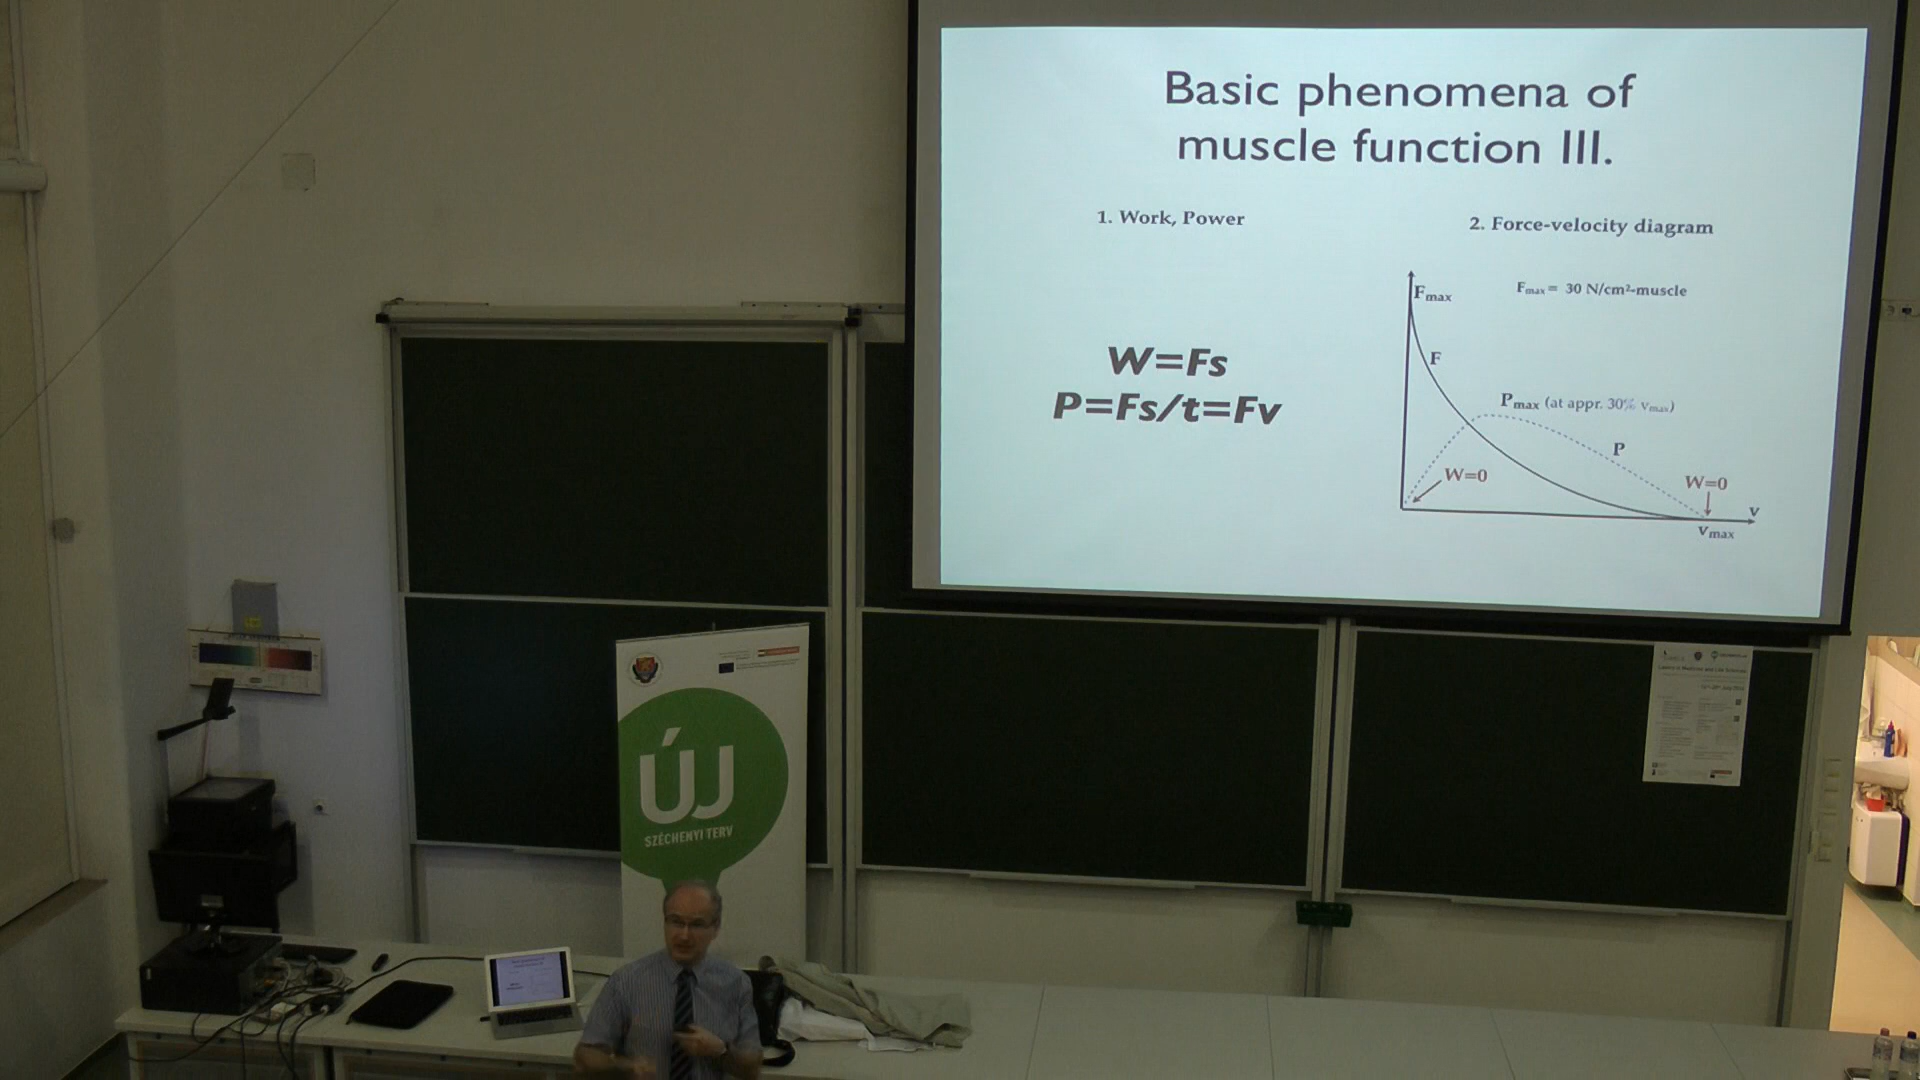 Basic phenomena of
muscle function III.
1. Work, Power
2. Force-velocity diagram
Fmax
Fmax = 30 N/cm²-muscle
W=Fs
P=Fs/t=Fv
F
Pmax (at appr. 30% vmax)
P
W=0
W=0
v
vmax
ÚJ
SZÉCHENYI TERV